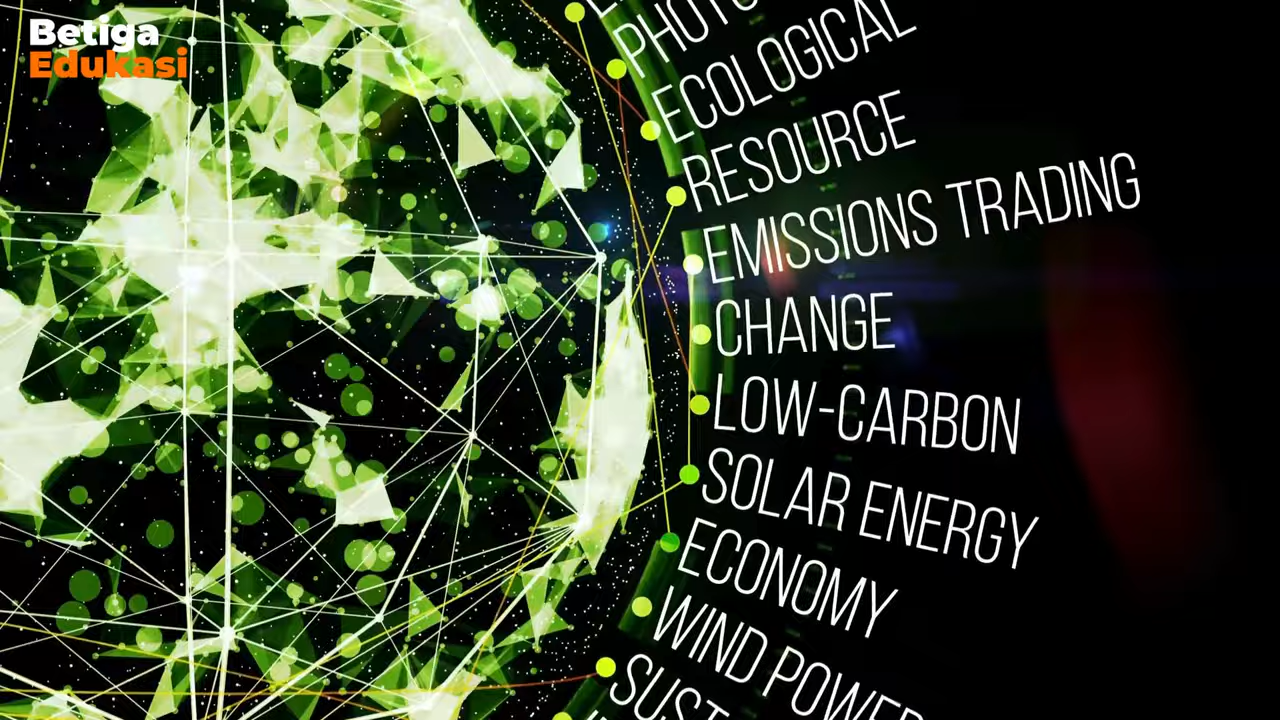 Betiga
Edukasi
ECOLOGICAL
RESOURCE
EMISSIONS TRADING
CHANGE
LOW-CARBON
SOLAR ENERGY
ECONOMY
WIND POWER